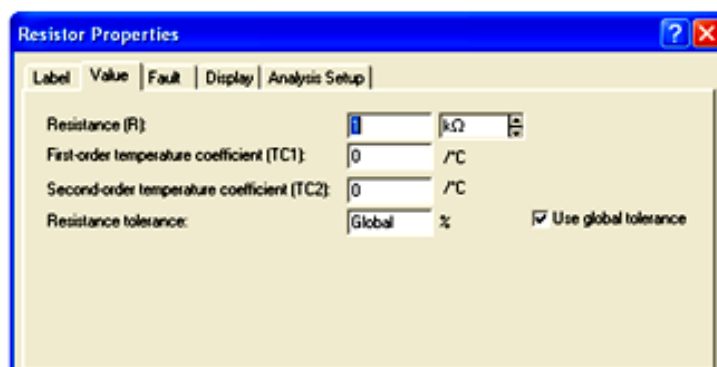 Resistor Properties
Label Value Fault Display Analysis Setup
Resistance (R): 1 kΩ
First-order temperature coefficient (TC1): 0 /°C
Second-order temperature coefficient (TC2): 0 /°C
Resistance tolerance: Global % Use global tolerance